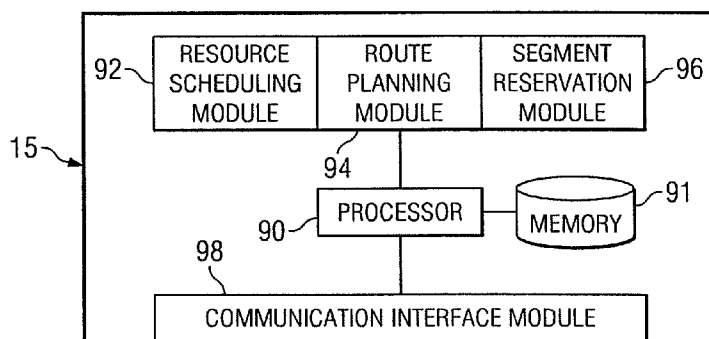 92
RESOURCE
SCHEDULING
MODULE
ROUTE
PLANNING
MODULE
SEGMENT
RESERVATION
MODULE
96
15
94
90
PROCESSOR
MEMORY
91
98
COMMUNICATION INTERFACE MODULE